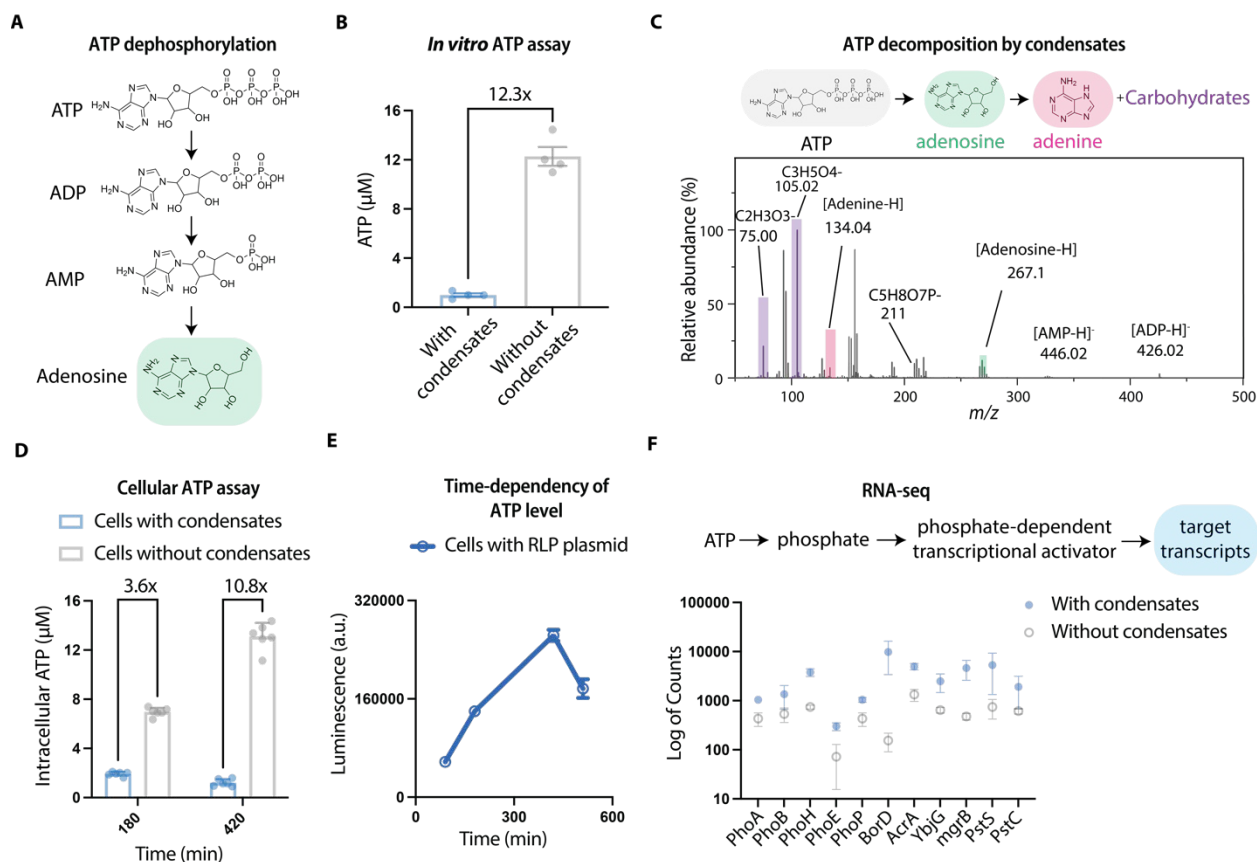 A
ATP dephosphorylation
ATP
ADP
AMP
Adenosine
B
In vitro ATP assay
12.3x
ATP (µM)
16
12
8
4
0
With
condensates
Without
condensates
C
ATP decomposition by condensates
ATP
adenosine
adenine
+Carbohydrates
C3H5O4-
105.02
C2H3O3-
75.00
[Adenine-H]
134.04
C5H8O7P-
211
[Adenosine-H]
267.1
[AMP-H]-
446.02
[ADP-H]-
426.02
Relative abundance (%)
100
50
0
100
200
300
400
500
m/z
D
Cellular ATP assay
Cells with condensates
Cells without condensates
3.6x
10.8x
Intracellular ATP (µM)
16
12
8
4
0
180
420
Time (min)
E
Time-dependency of
ATP level
Cells with RLP plasmid
Luminescence (a.u.)
320000
160000
0
0
300
600
Time (min)
F
RNA-seq
ATP
phosphate
phosphate-dependent
transcriptional activator
target
transcripts
With condensates
Without condensates
Log of Counts
100000
10000
1000
100
10
PhoA
PhoB
PhoH
PhoE
PhoP
BorD
AcrA
YbjG
mgrB
PstS
PstC